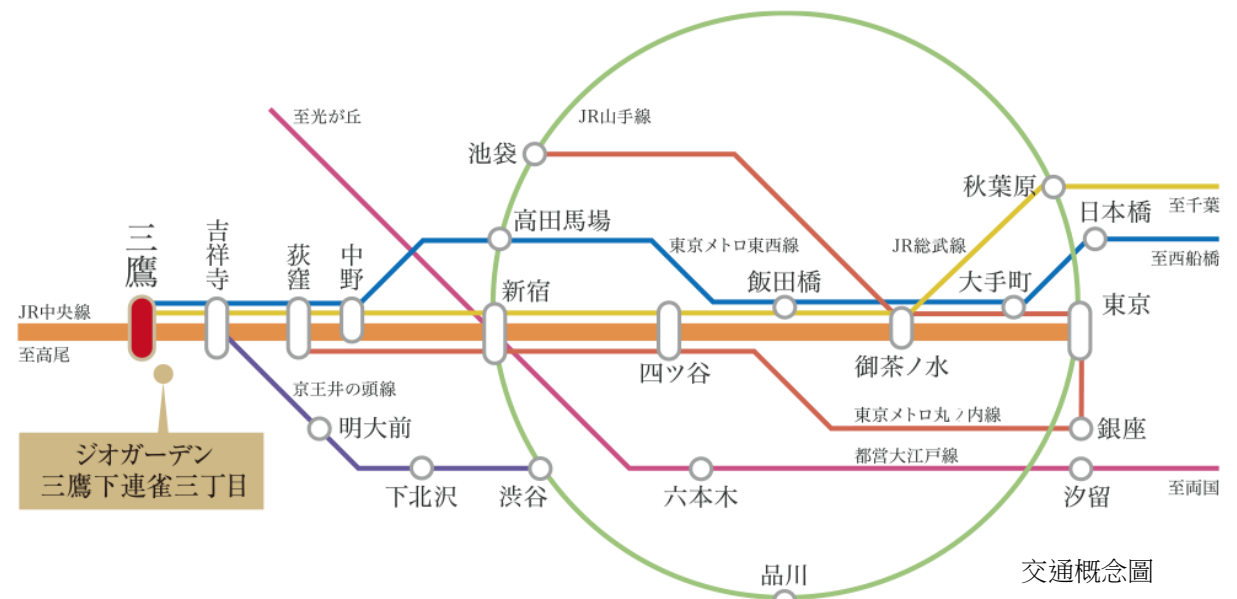 至光が丘
JR山手線
池袋
秋葉原
至千葉
日本橋
高田馬場
三鷹
吉祥寺
荻窪
中野
東京メトロ東西線
JR総武線
至西船橋
飯田橋
大手町
新宿
東京
JR中央線
至高尾
四ツ谷
御茶ノ水
京王井の頭線
東京メトロ丸ノ内線
明大前
銀座
ジオガーデン
三鷹下連雀三丁目
都営大江戸線
下北沢
渋谷
六本木
汐留
至両国
品川
交通概念圖